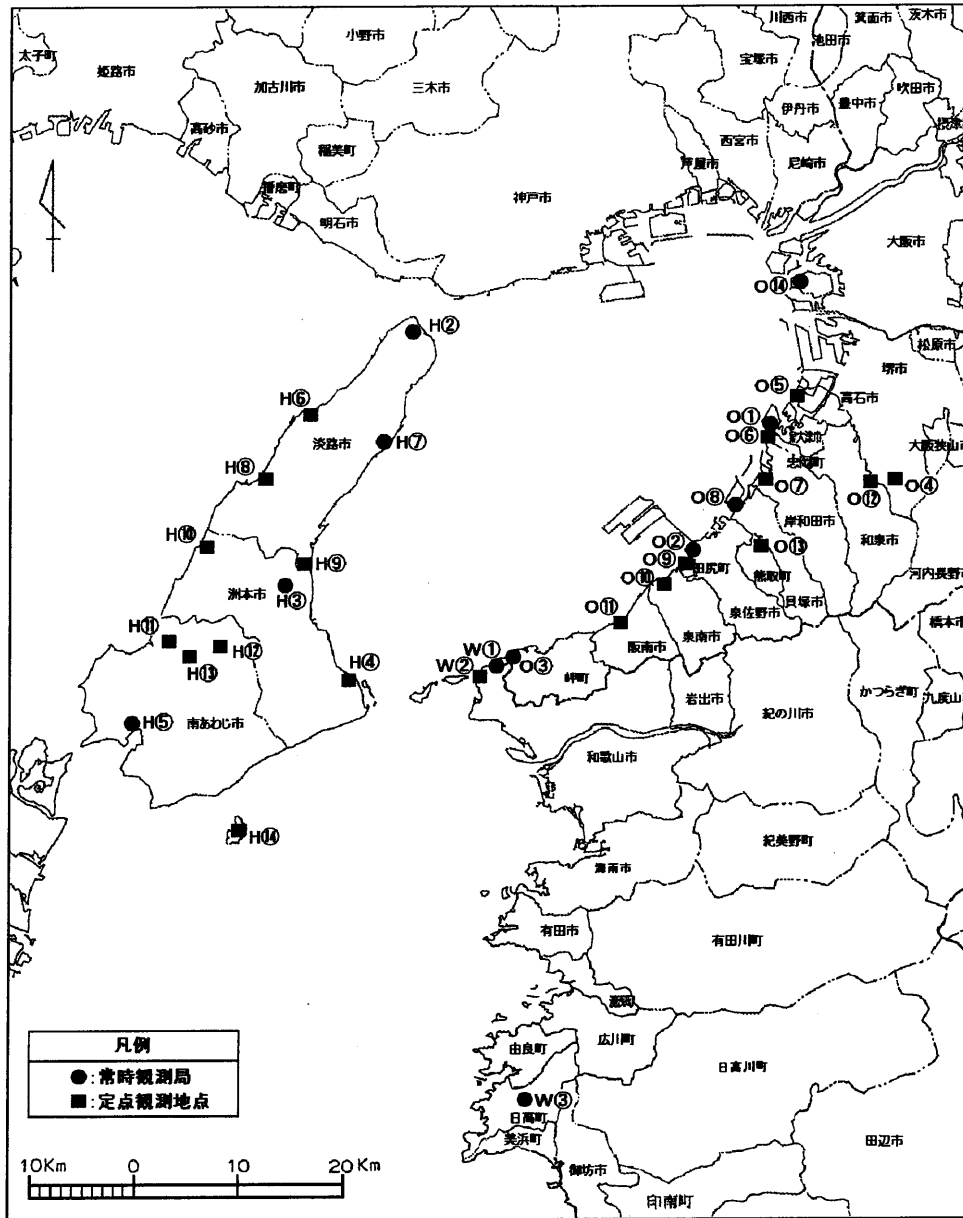 川西市
箕面市
茨木市
小野市
太子町
池田市
宝塚市
姫路市
加古川市
三木市
吹田市
伊丹市
豊中市
高砂市
西宮市
稲美町
尼崎市
芦屋市
播磨町
神戸市
明石市
大阪市
O⑭
H②
松原市
堺市
O⑤
高石市
H⑥
O①
淡路市
O⑥
H⑦
忠岡町
H⑧
O⑧
O⑦
O⑫
O④
岸和田市
和泉市
H⑩
O②
O⑬
H⑨
O⑨
田尻町
熊取町
河内長野市
O⑩
洲本市
H③
泉佐野市
貝塚市
橋本市
O⑪
H⑪
H⑫
阪南市
泉南市
W①
H⑬
W②
O③
岬町
H④
岩出市
かつらぎ町
紀の川市
H⑤
南あわじ市
和歌山市
H⑭
紀美野町
海南市
有田市
有田川町
凡例
由良町
広川町
日高川町
●:常時観測局
■:定点観測地点
W③
日高町
美浜町
田辺市
10Km
0
10
20Km
御坊市
印南町